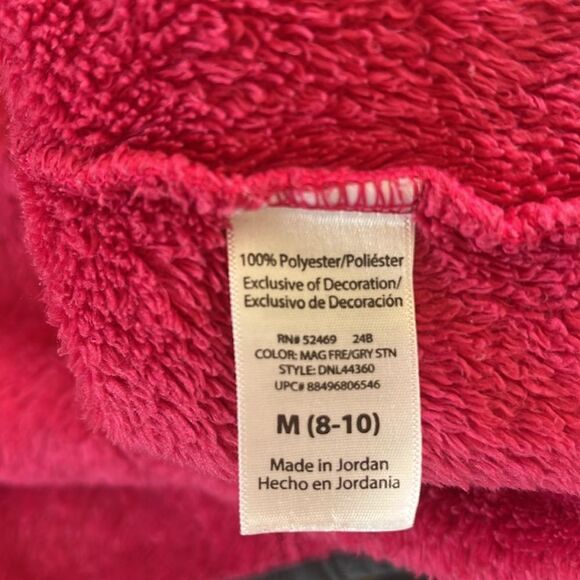 100% Polyester/Poliéster
Exclusive of Decoration/
Exclusivo de Decoración
RN# 52469 24B
COLOR: MAG FRE/GRY STN
STYLE: DNL44360
UPC# 88496806546
M (8-10)
Made in Jordan
Hecho en Jordania